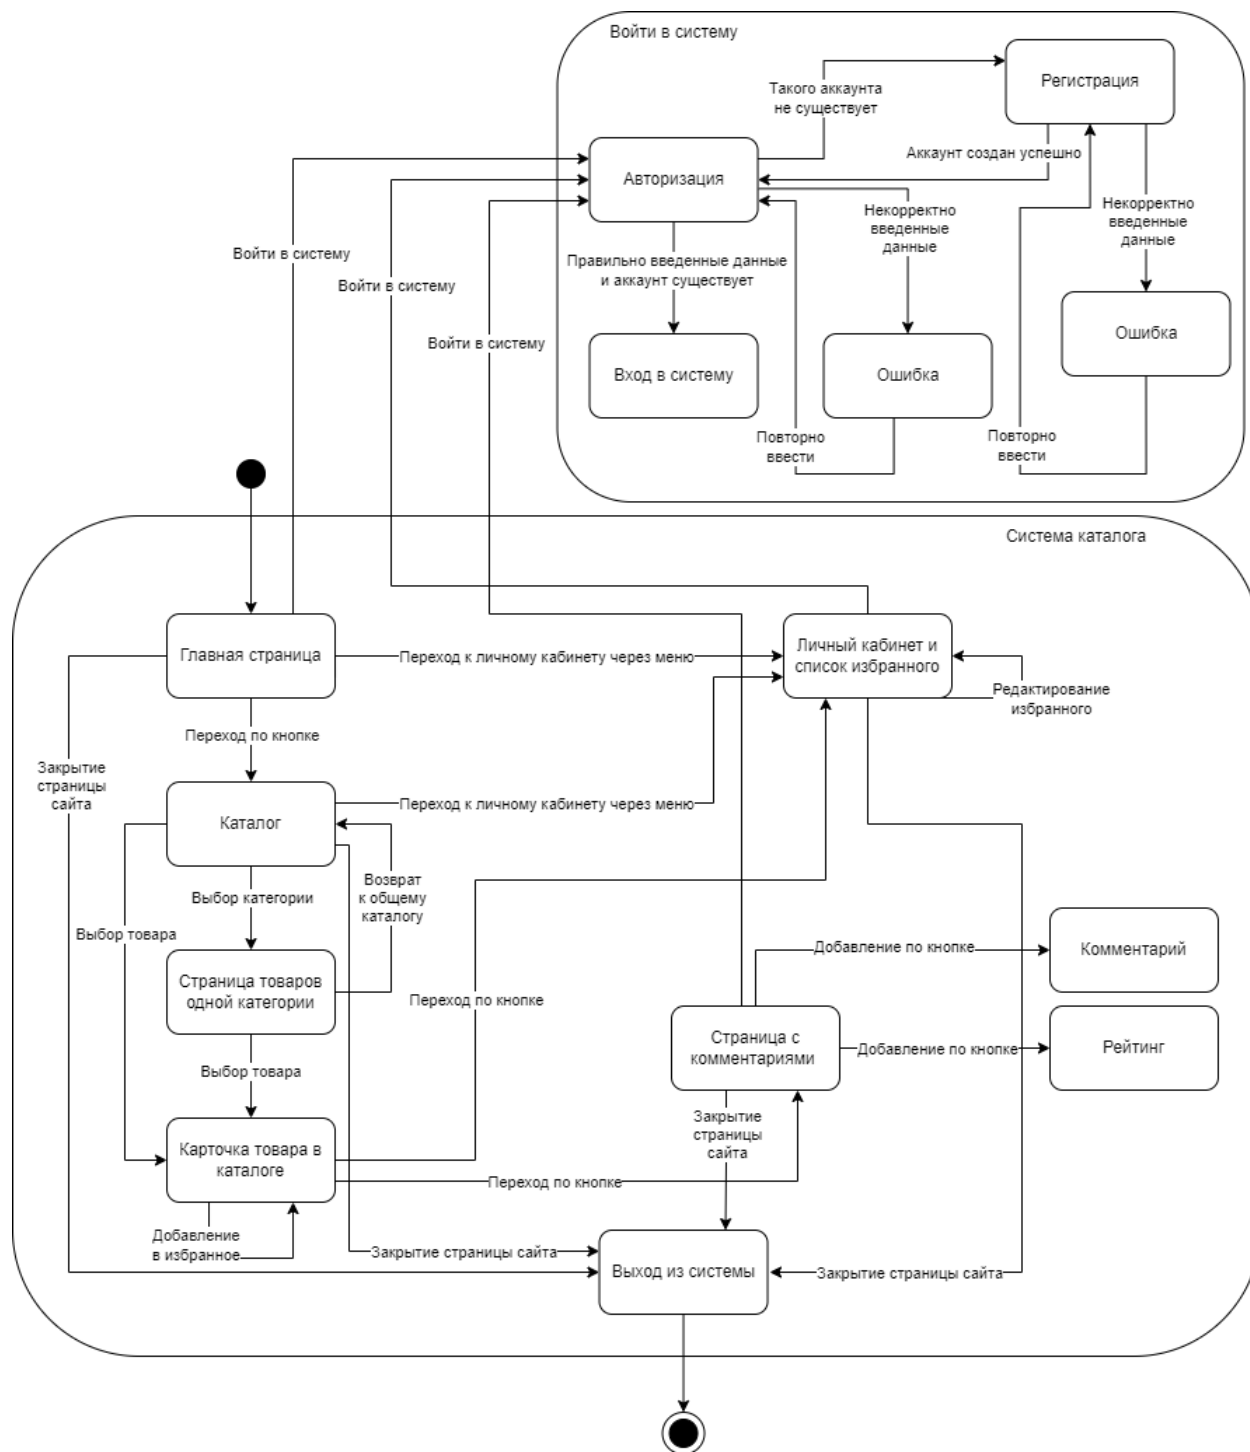 Войти в систему
Регистрация
Такого аккаунта
не существует
Аккаунт создан успешно
Авторизация
Некорректно
введенные
данные
Некорректно
введенные
данные
Войти в систему
Правильно введенные данные
и аккаунт существует
Войти в систему
Войти в систему
Вход в систему
Ошибка
Ошибка
Повторно
ввести
Повторно
ввести
Система каталога
Главная страница
Переход к личному кабинету через меню
Личный кабинет и
список избранного
Редактирование
избранного
Переход по кнопке
Закрытие
страницы
сайта
Каталог
Переход к личному кабинету через меню
Возврат
к общему
каталогу
Выбор категории
Выбор товара
Добавление по кнопке
Комментарий
Страница товаров
одной категории
Переход по кнопке
Страница с
комментариями
Добавление по кнопке
Рейтинг
Выбор товара
Закрытие
страницы
сайта
Карточка товара в
каталоге
Переход по кнопке
Добавление
в избранное
Закрытие страницы сайта
Выход из системы
Закрытие страницы сайта